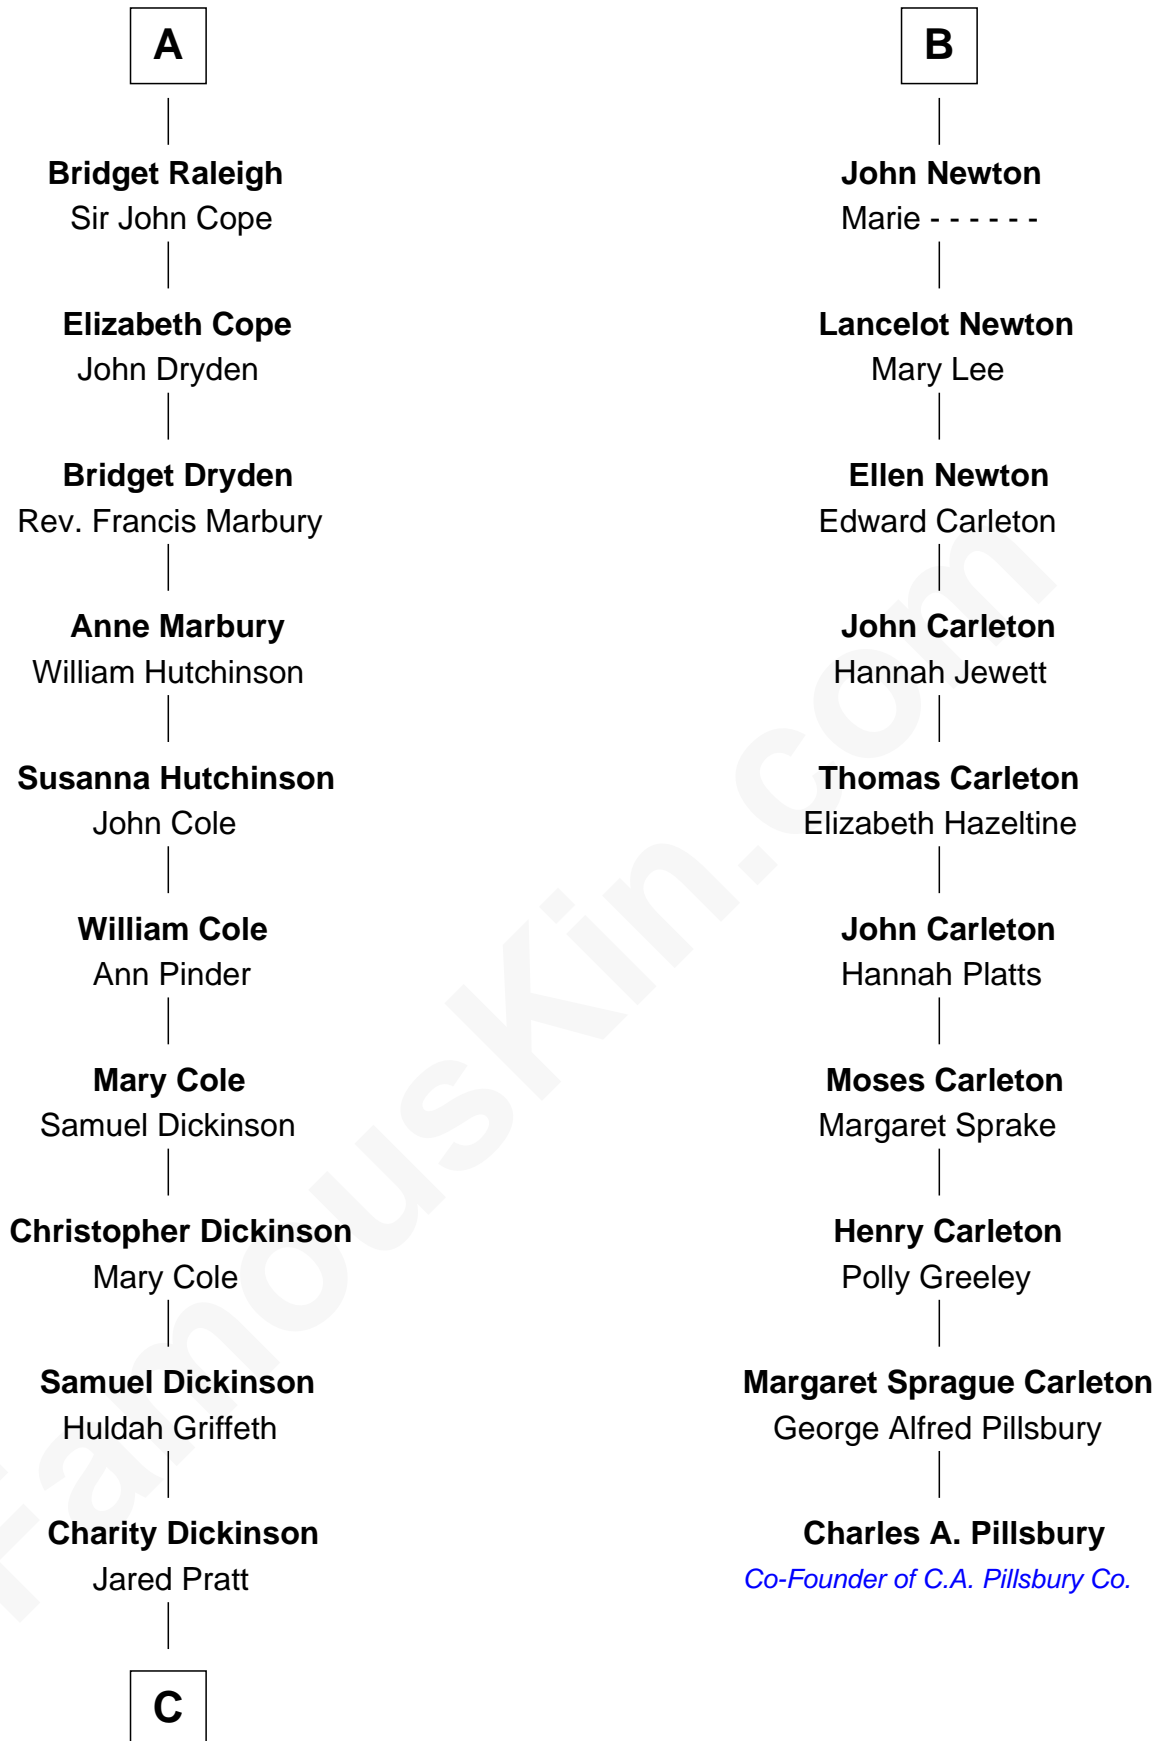 A
Bridget Raleigh
Sir John Cope
Elizabeth Cope
John Dryden
Bridget Dryden
Rev. Francis Marbury
Anne Marbury
William Hutchinson
Susanna Hutchinson
John Cole
William Cole
Ann Pinder
Mary Cole
Samuel Dickinson
Christopher Dickinson
Mary Cole
Samuel Dickinson
Huldah Griffeth
Charity Dickinson
Jared Pratt
C
B
John Newton
Marie - - - - - -
Lancelot Newton
Mary Lee
Ellen Newton
Edward Carleton
John Carleton
Hannah Jewett
Thomas Carleton
Elizabeth Hazeltine
John Carleton
Hannah Platts
Moses Carleton
Margaret Sprake
Henry Carleton
Polly Greeley
Margaret Sprague Carleton
George Alfred Pillsbury
Charles A. Pillsbury
Co-Founder of C.A. Pillsbury Co.
FamousKin.com